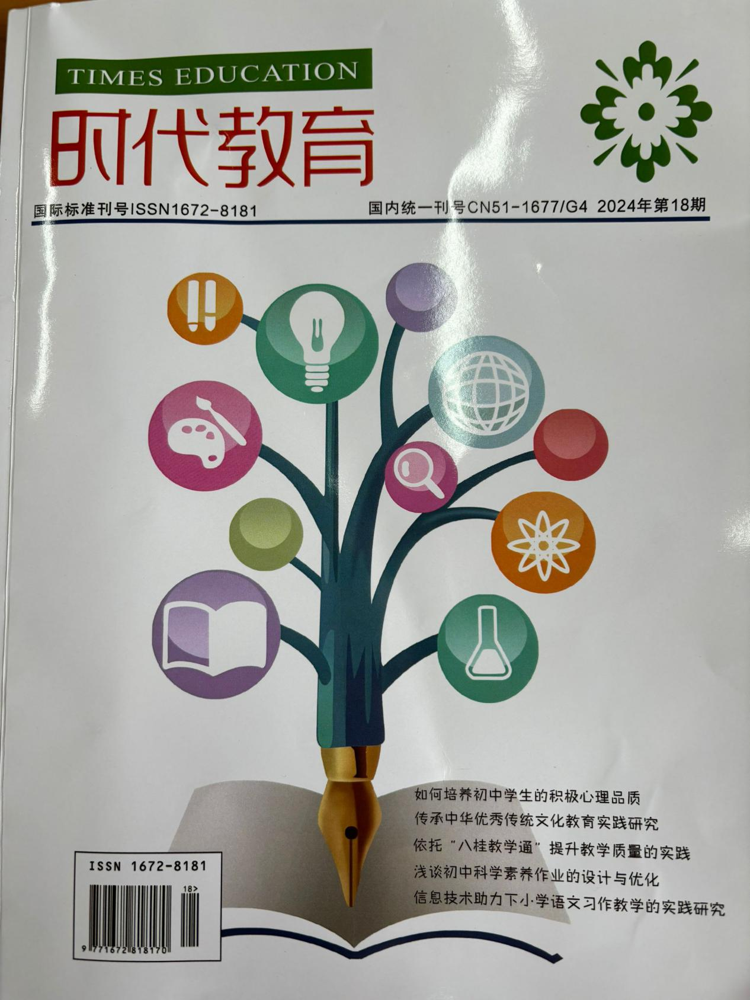 TIMES EDUCATION
时代教育
国际标准刊号ISSN1672-8181
国内统一刊号CN51-1677/G4 2024年第18期
如何培养初中学生的积极心理品质
传承中华优秀传统文化教育实践研究
依托“八桂教学通”提升教学质量的实践
浅谈初中科学素养作业的设计与优化
信息技术助力下小学语文习作教学的实践研究
ISSN 1672-8181
18>
9 771672 818170